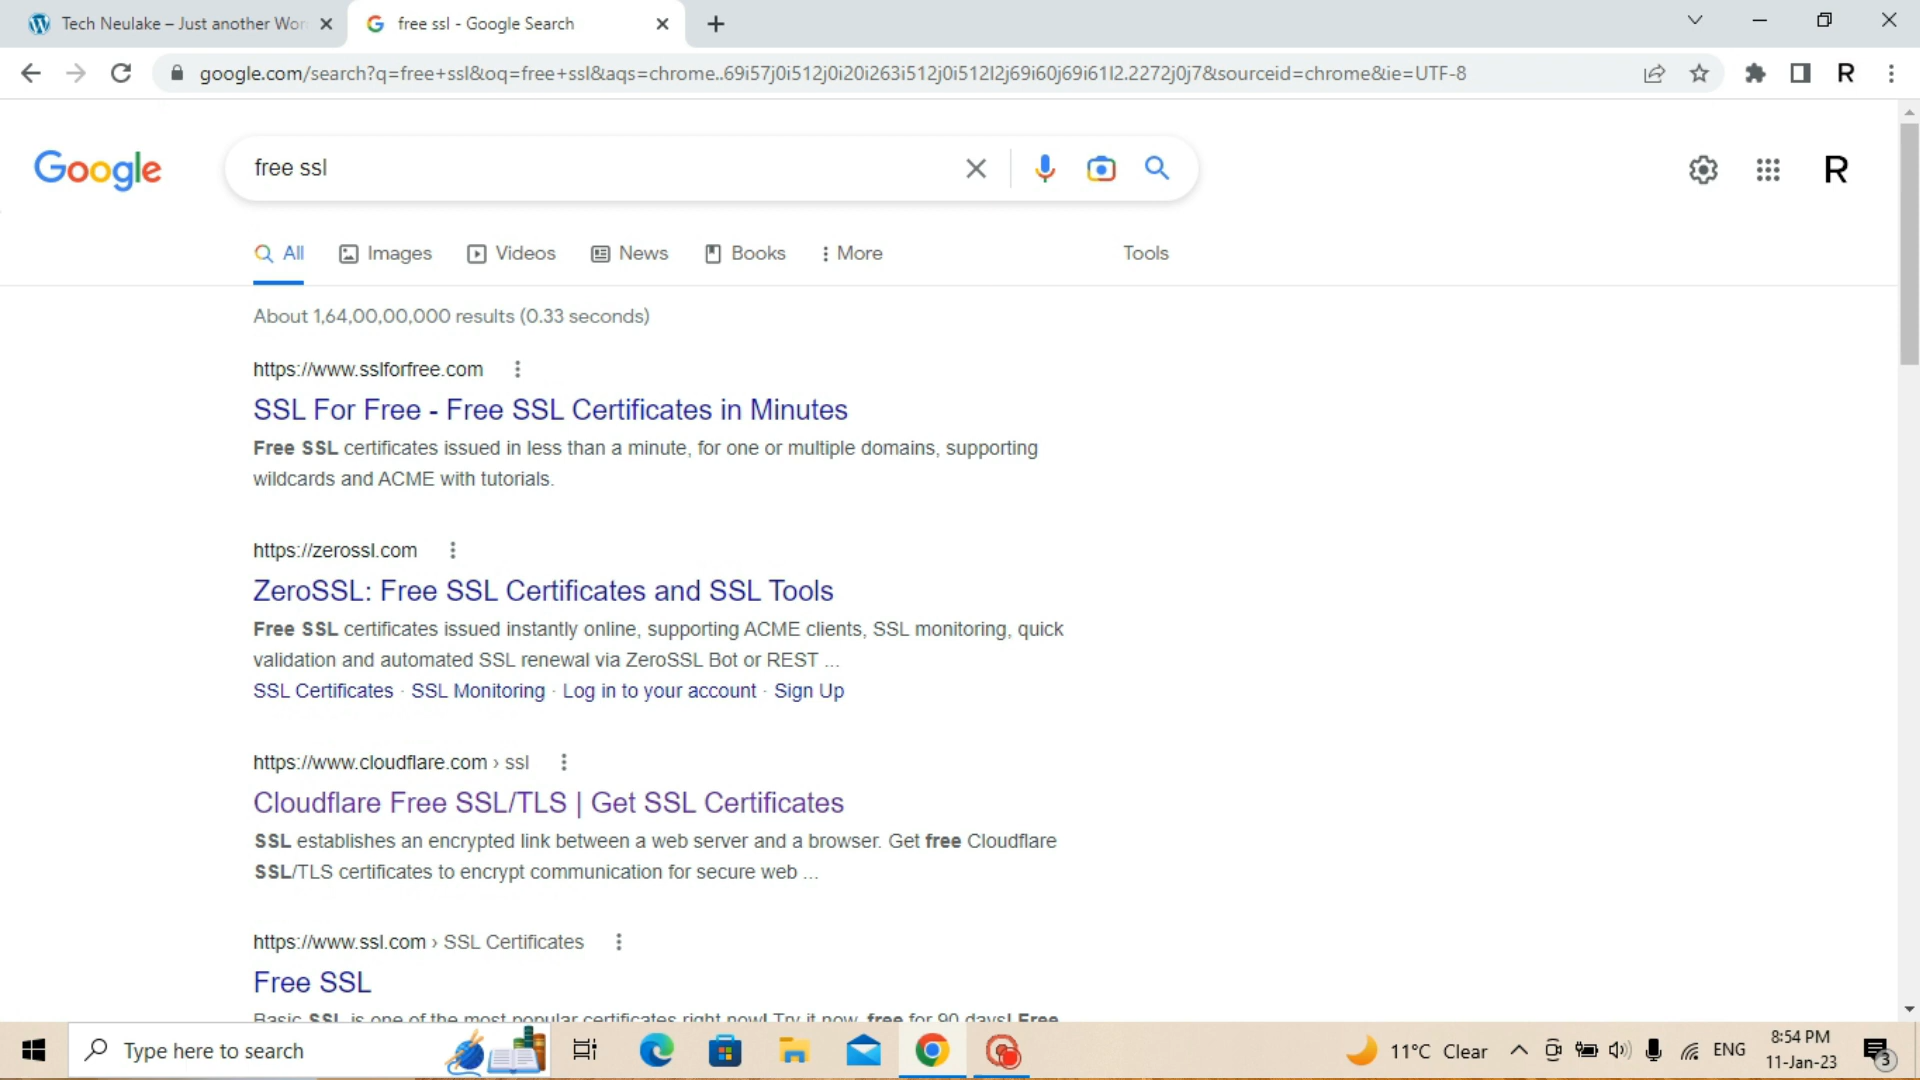 Tech Neulake – Just another Wor
free ssl - Google Search
google.com/search?q=free+ssl&oq=free+ssl&aqs=chrome..69i57j0i512j0i20i263i512j0i512l2j69i60j69i61l2.2272j0j7&sourceid=chrome&ie=UTF-8
R
Google
free ssl
R
All
Images
Videos
News
Books
More
Tools
About 1,64,00,00,000 results (0.33 seconds)
https://www.sslforfree.com
SSL For Free - Free SSL Certificates in Minutes
Free SSL certificates issued in less than a minute, for one or multiple domains, supporting
wildcards and ACME with tutorials.
https://zerossl.com
ZeroSSL: Free SSL Certificates and SSL Tools
Free SSL certificates issued instantly online, supporting ACME clients, SSL monitoring, quick
validation and automated SSL renewal via ZeroSSL Bot or REST ...
SSL Certificates · SSL Monitoring · Log in to your account · Sign Up
https://www.cloudflare.com › ssl
Cloudflare Free SSL/TLS | Get SSL Certificates
SSL establishes an encrypted link between a web server and a browser. Get free Cloudflare
SSL/TLS certificates to encrypt communication for secure web ...
https://www.ssl.com › SSL Certificates
Free SSL
Basic SSL is one of the most popular certificates right now! Try it now, free for 90 days! Free
Type here to search
11°C Clear
ENG
8:54 PM
11-Jan-23
3